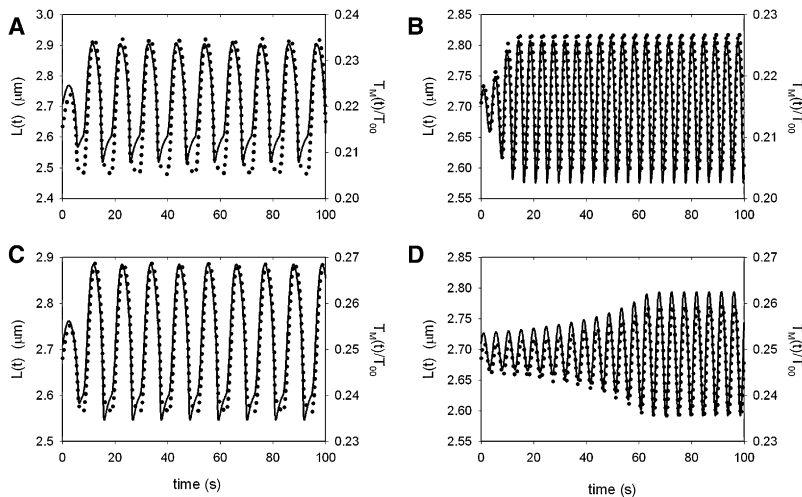 A
B
3.0
2.9
2.8
2.7
2.6
2.5
2.4
L(t) (μm)
0.24
0.23
0.22
0.21
0.20
T_M(t)/T_00
0 20 40 60 80 100
2.85
2.80
2.75
2.70
2.65
2.60
2.55
L(t) (μm)
0.23
0.22
0.21
0.20
T_M(t)/T_00
0 20 40 60 80 100
C
D
2.9
2.8
2.7
2.6
2.5
L(t) (μm)
0.27
0.26
0.25
0.24
0.23
T_M(t)/T_00
0 20 40 60 80 100
time (s)
2.85
2.80
2.75
2.70
2.65
2.60
2.55
L(t) (μm)
0.27
0.26
0.25
0.24
0.23
T_M(t)/T_00
0 20 40 60 80 100
time (s)